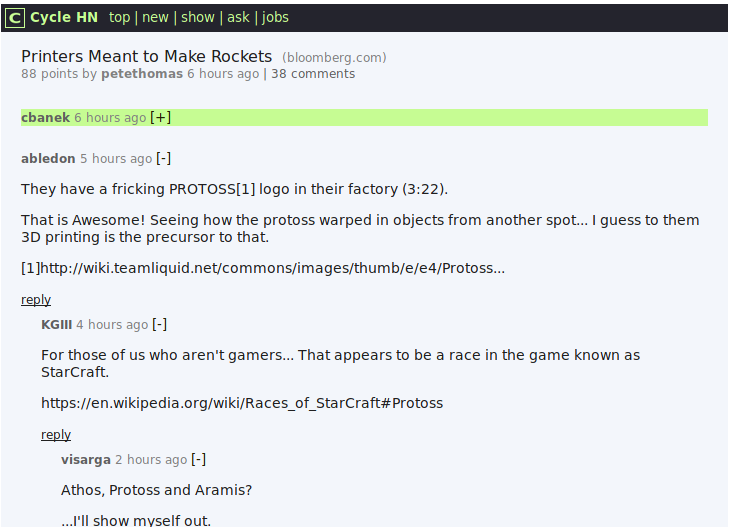 C Cycle HN top | new | show | ask | jobs
Printers Meant to Make Rockets (bloomberg.com)
88 points by petethomas 6 hours ago | 38 comments
cbanek 6 hours ago [+]
abledon 5 hours ago [-]
They have a fricking PROTOSS[1] logo in their factory (3:22).
That is Awesome! Seeing how the protoss warped in objects from another spot... I guess to them
3D printing is the precursor to that.
[1]http://wiki.teamliquid.net/commons/images/thumb/e/e4/Protoss...
reply
KGIII 4 hours ago [-]
For those of us who aren't gamers... That appears to be a race in the game known as
StarCraft.
https://en.wikipedia.org/wiki/Races_of_StarCraft#Protoss
reply
visarga 2 hours ago [-]
Athos, Protoss and Aramis?
...I'll show myself out.